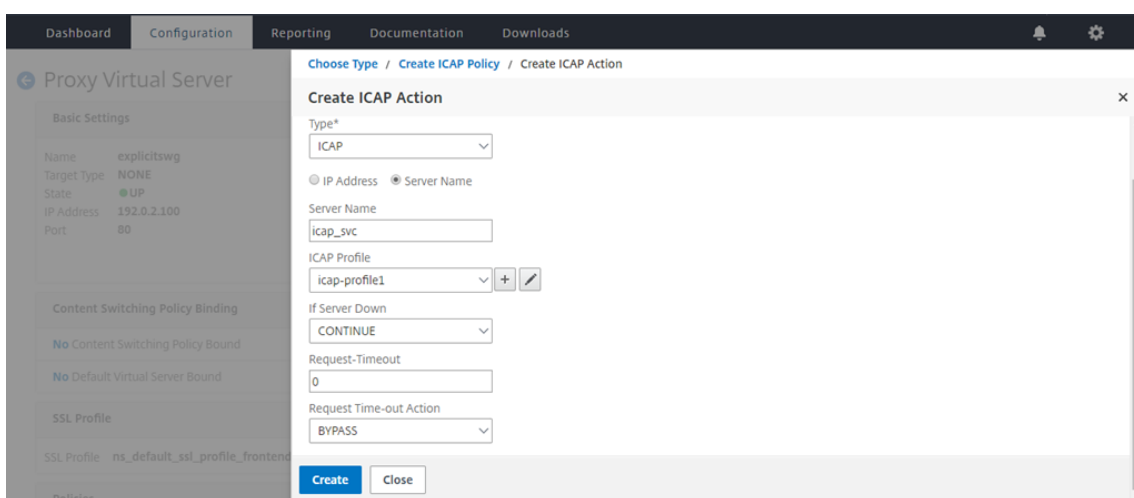 Dashboard Configuration Reporting Documentation Downloads
Proxy Virtual Server
Basic Settings
Name explicitswg
Target Type NONE
State UP
IP Address 192.0.2.100
Port 80
Content Switching Policy Binding
No Content Switching Policy Bound
No Default Virtual Server Bound
SSL Profile
SSL Profile ns_default_ssl_profile_frontend
Policies
Choose Type / Create ICAP Policy / Create ICAP Action
Create ICAP Action
Type*
ICAP
IP Address Server Name
Server Name
icap_svc
ICAP Profile
icap-profile1
If Server Down
CONTINUE
Request-Timeout
0
Request Time-out Action
BYPASS
Create Close